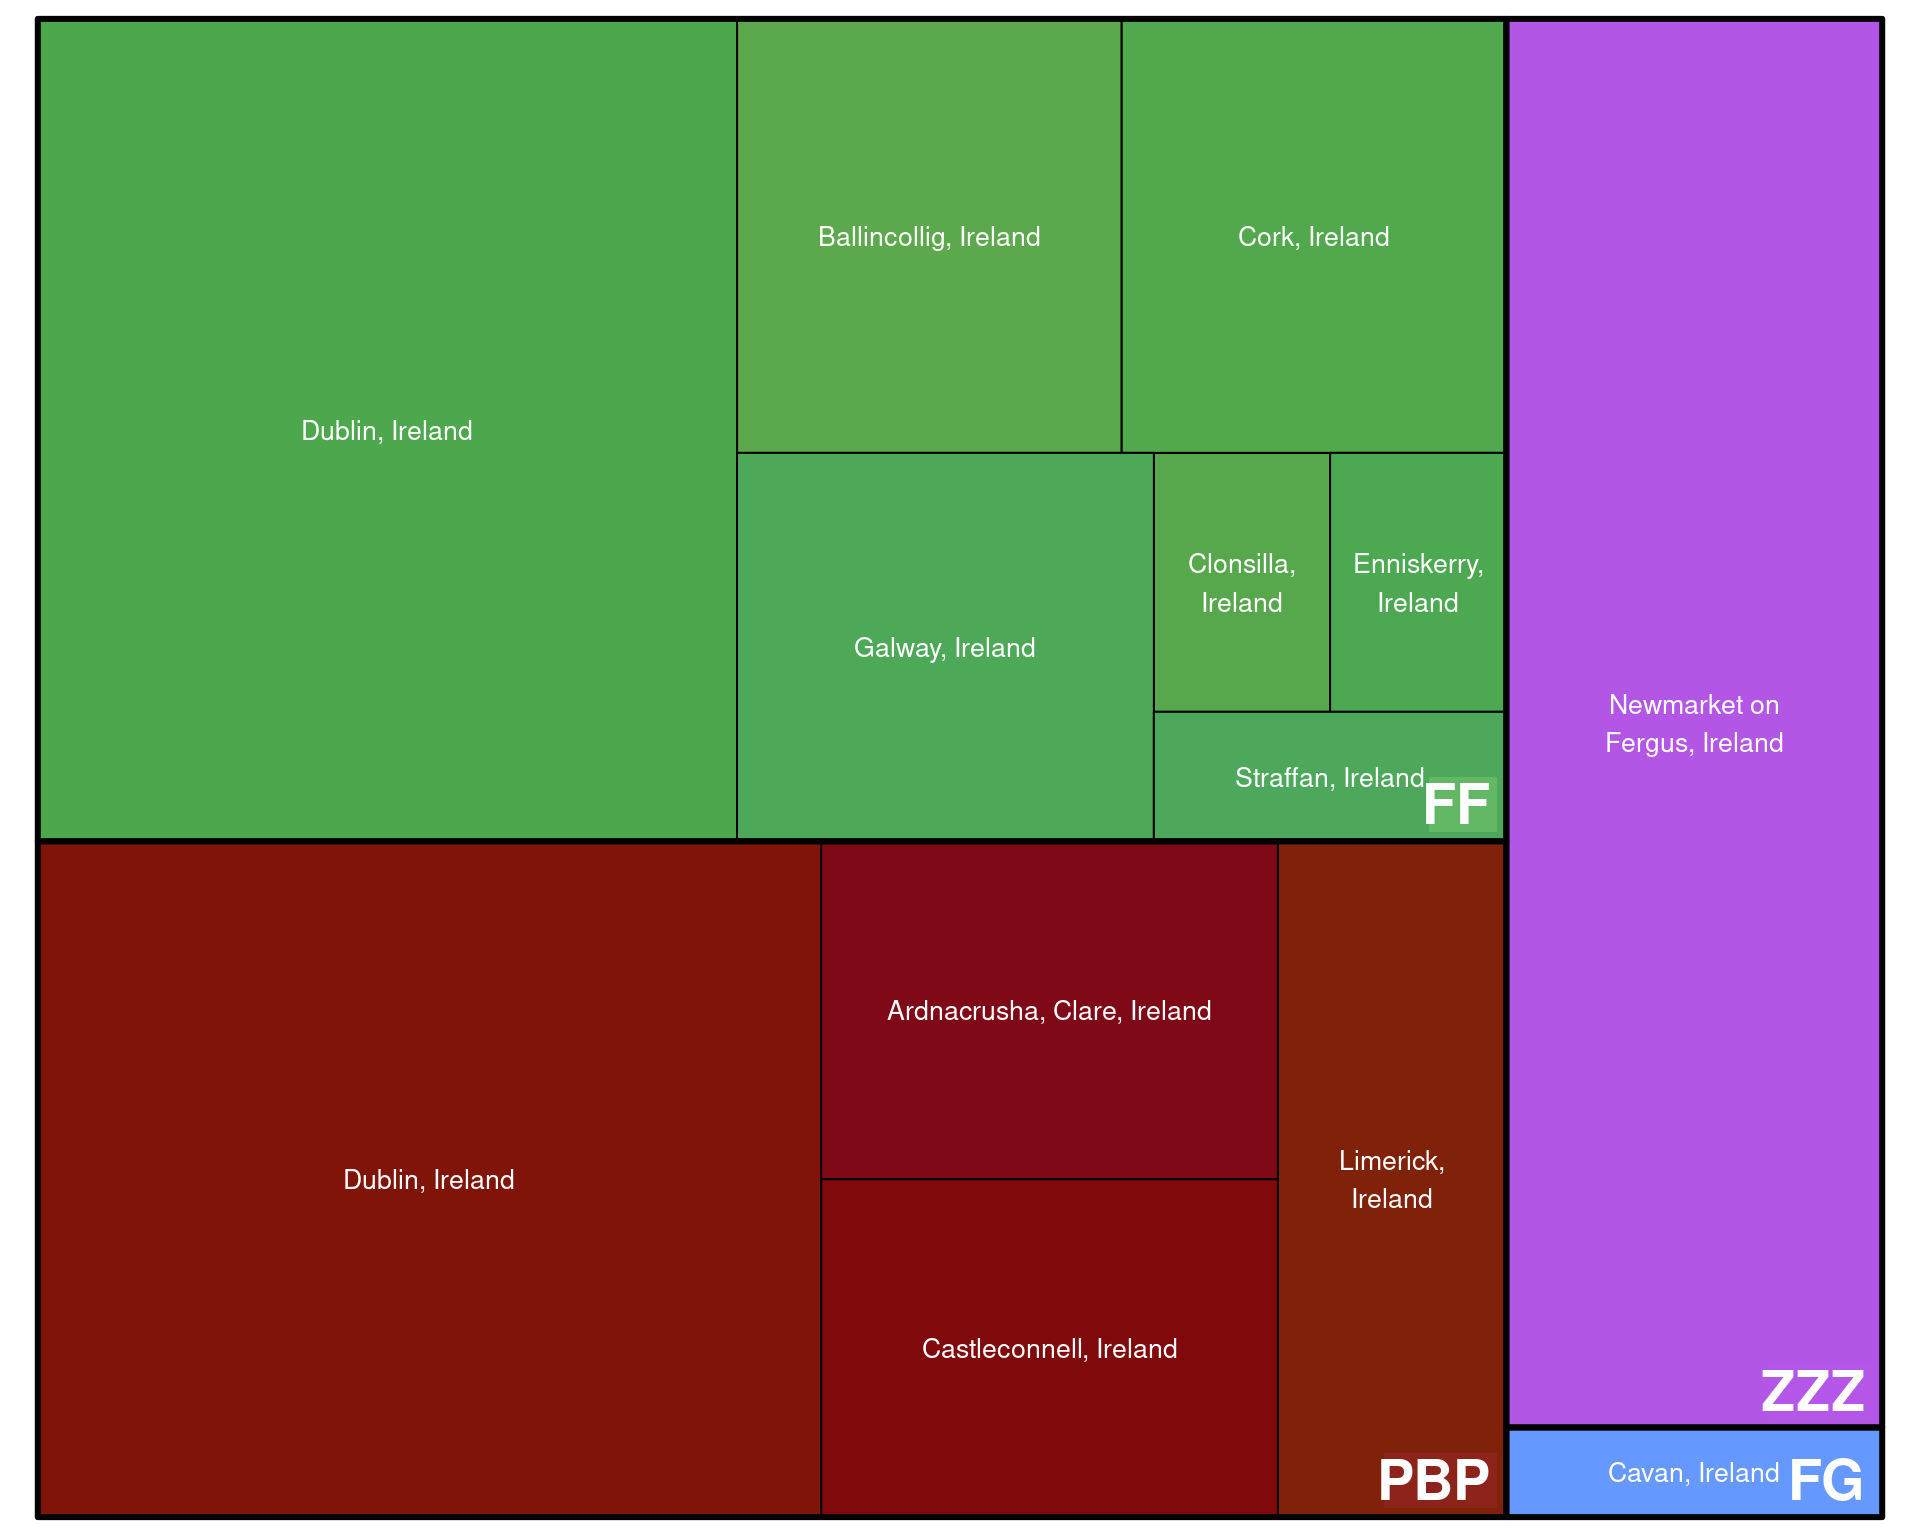 Dublin, Ireland
Ballincollig, Ireland
Cork, Ireland
Galway, Ireland
Clonsilla,
Ireland
Enniskerry,
Ireland
Straffan, Ireland
FF
Newmarket on
Fergus, Ireland
ZZZ
Dublin, Ireland
Ardnacrusha, Clare, Ireland
Castleconnell, Ireland
Limerick,
Ireland
PBP
Cavan, Ireland
FG